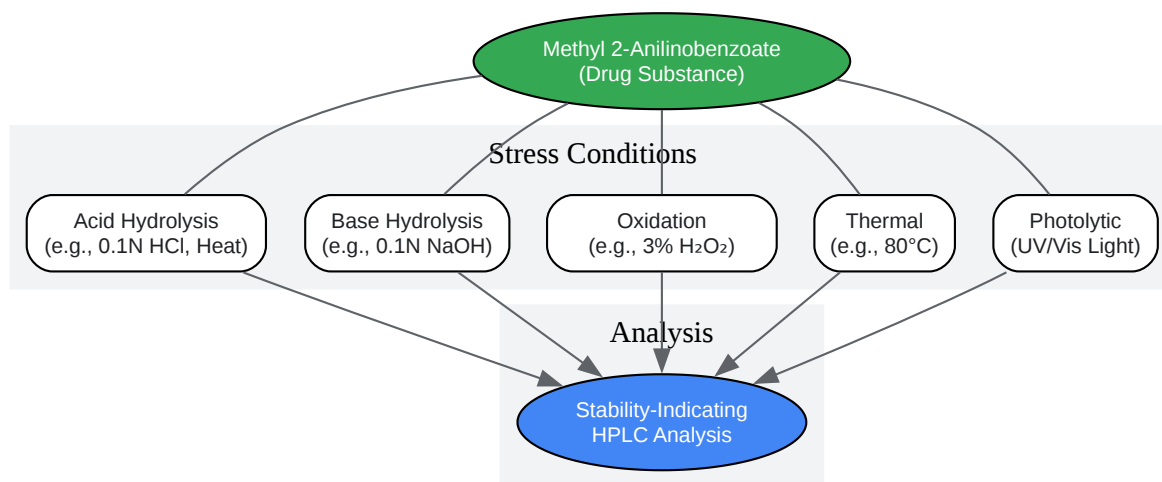 Methyl 2-Anilinobenzoate
(Drug Substance)
Stress Conditions
Acid Hydrolysis
(e.g., 0.1N HCl, Heat)
Base Hydrolysis
(e.g., 0.1N NaOH)
Oxidation
(e.g., 3% H₂O₂)
Thermal
(e.g., 80°C)
Photolytic
(UV/Vis Light)
Analysis
Stability-Indicating
HPLC Analysis